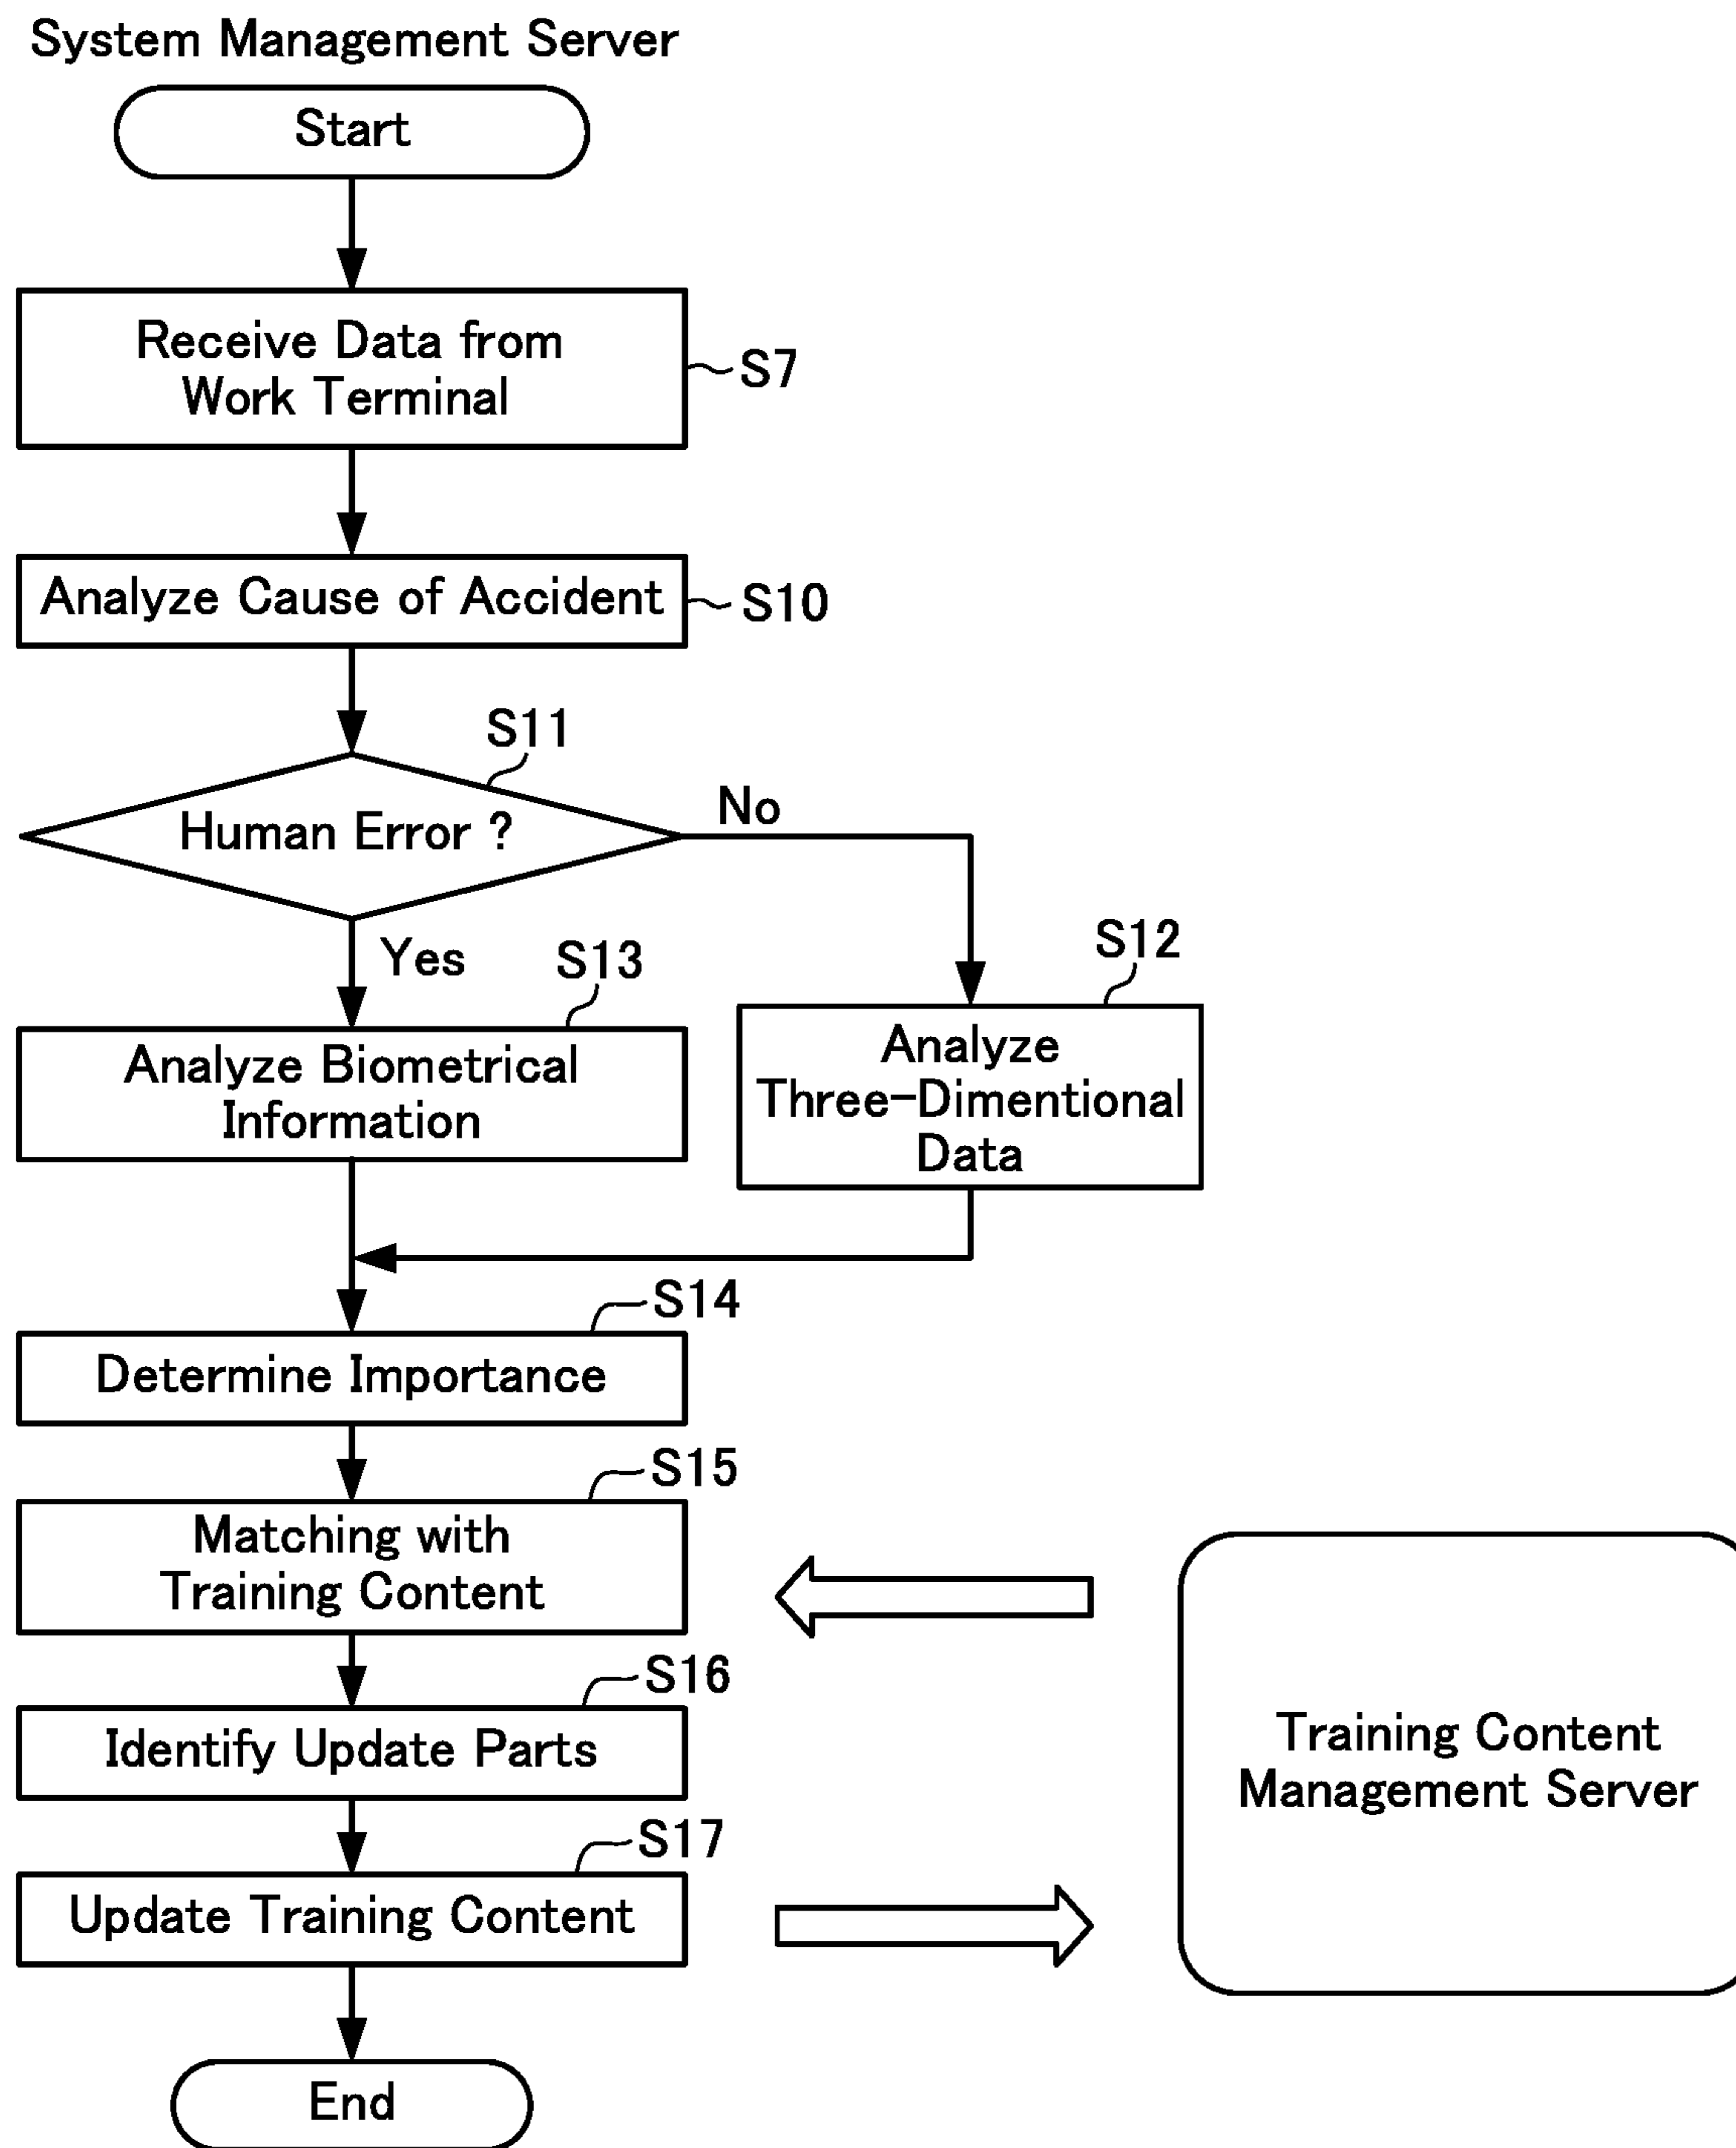 System Management Server
Start
Receive Data from
Work Terminal
S7
Analyze Cause of Accident
S10
S11
Human Error ?
No
Yes
S13
S12
Analyze Biometrical
Information
Analyze
Three-Dimentional
Data
S14
Determine Importance
S15
Matching with
Training Content
S16
Identify Update Parts
Training Content
Management Server
S17
Update Training Content
End